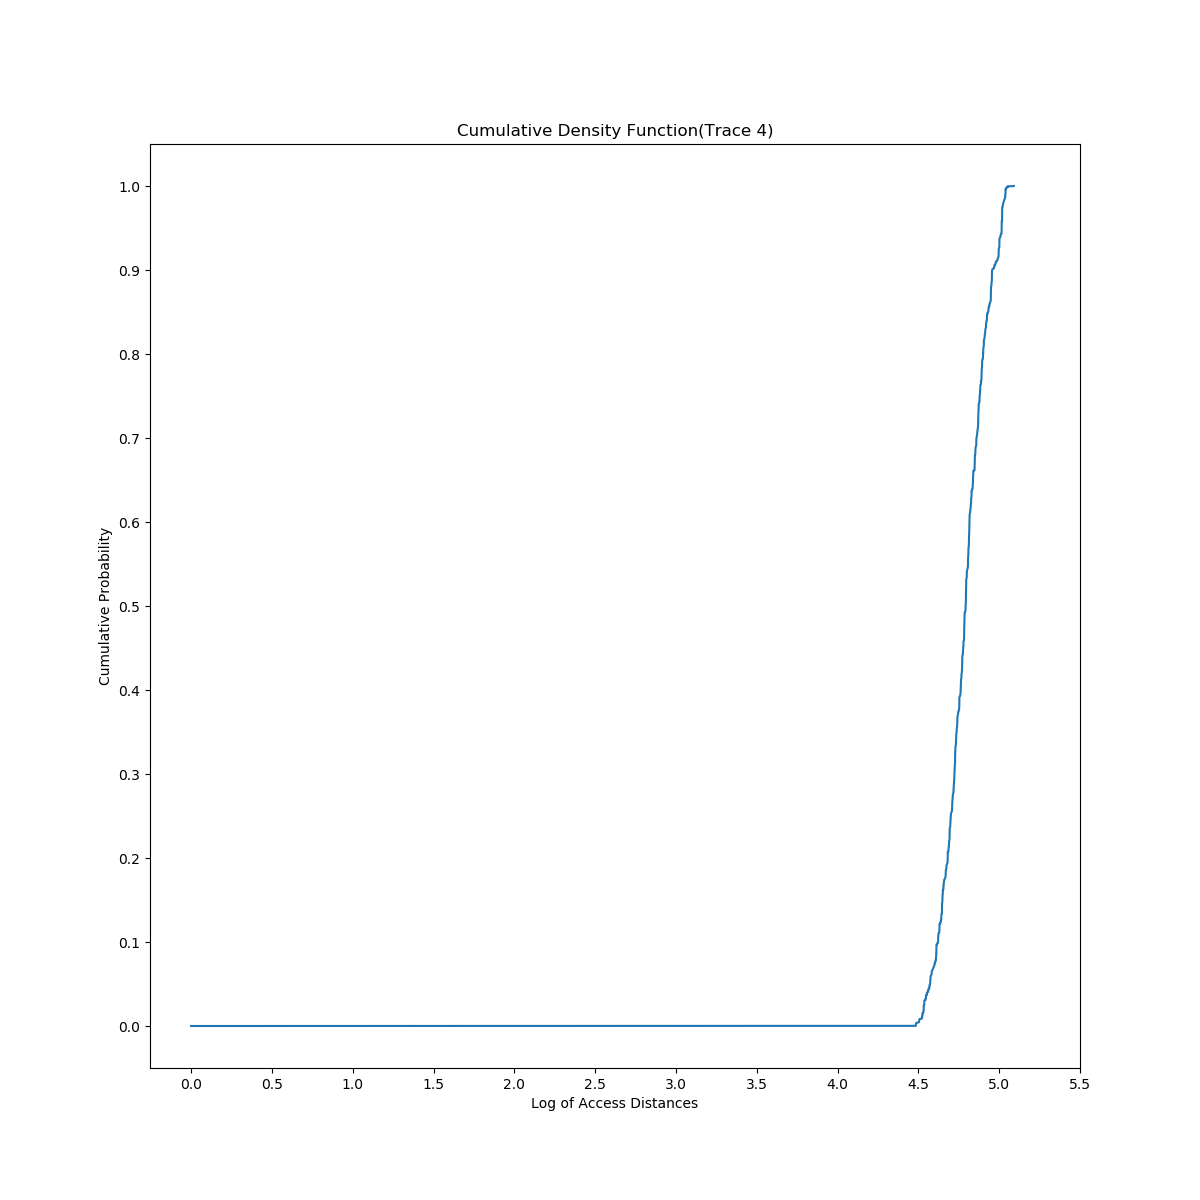 Cumulative Density Function(Trace 4)
1.0
0.9
0.8
0.7
0.6
0.5
0.4
0.3
0.2
0.1
0.0
Cumulative Probability
0.0 0.5 1.0 1.5 2.0 2.5 3.0 3.5 4.0 4.5 5.0 5.5
Log of Access Distances